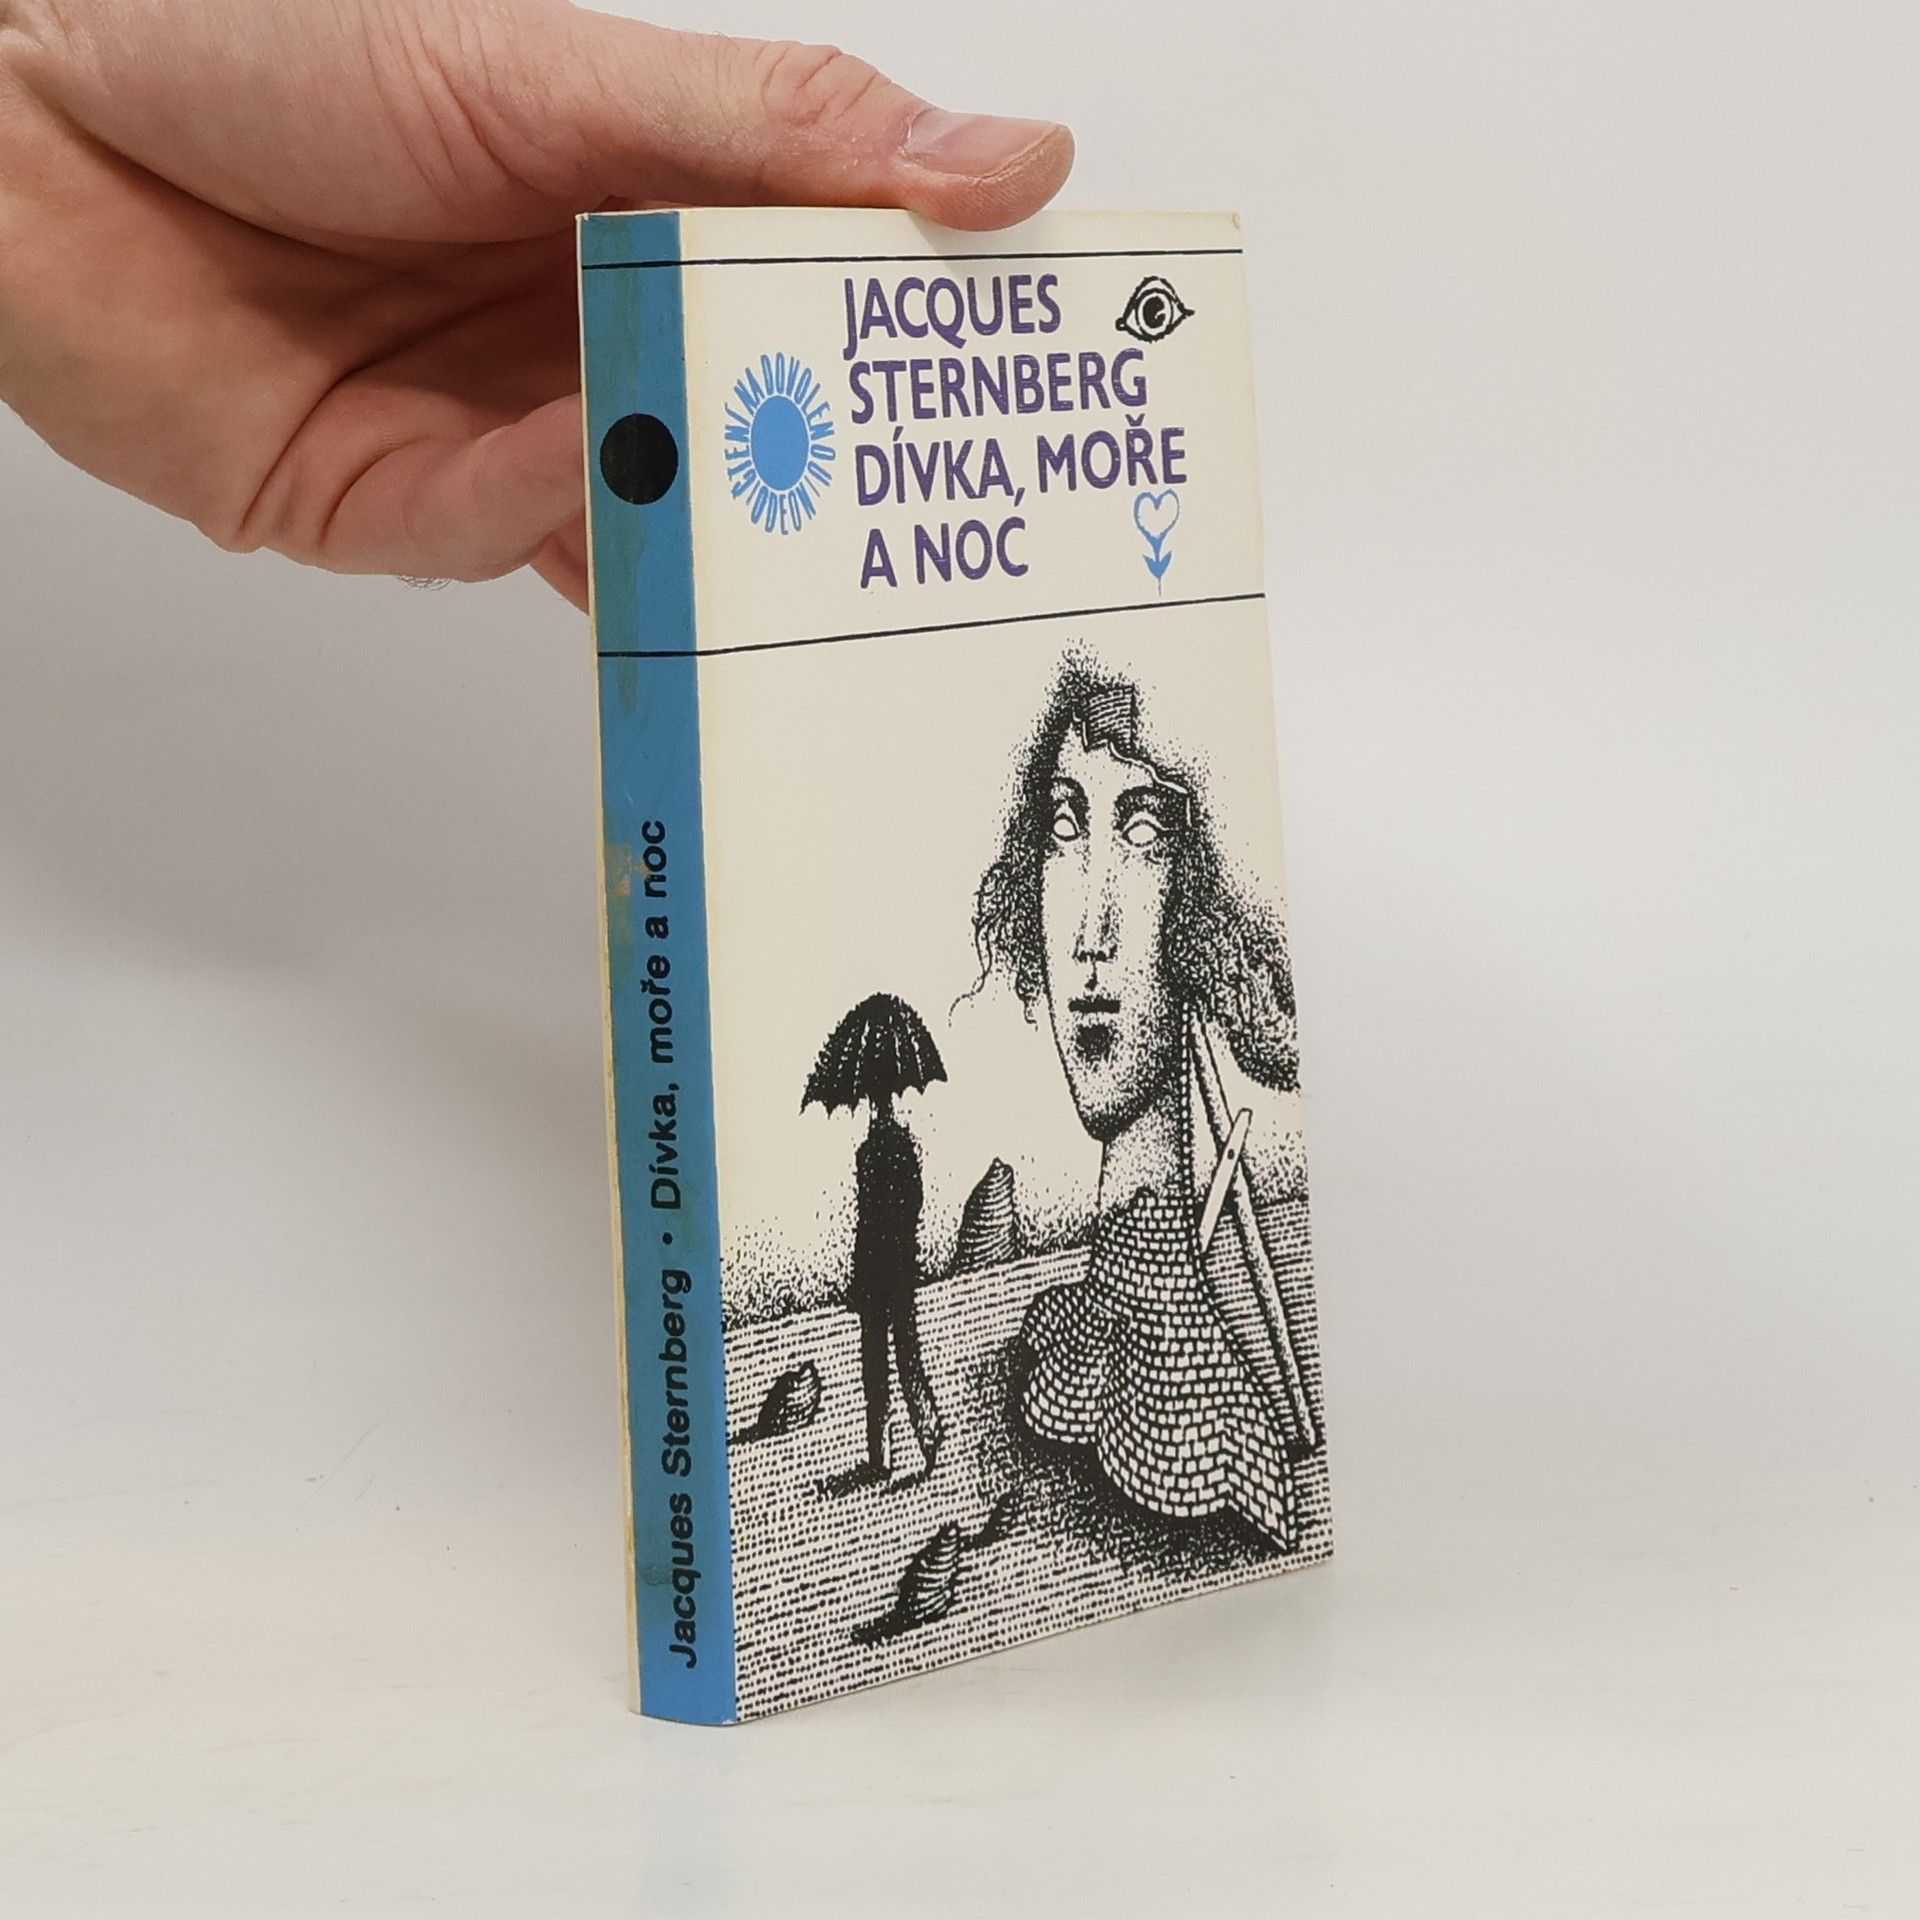 JACQUES
STERNBERG
DÍVKA, MOŘE
A NOC
ČTENÍ NA DOVOLENOU ODEON
Jacques Sternberg • Dívka, moře a noc